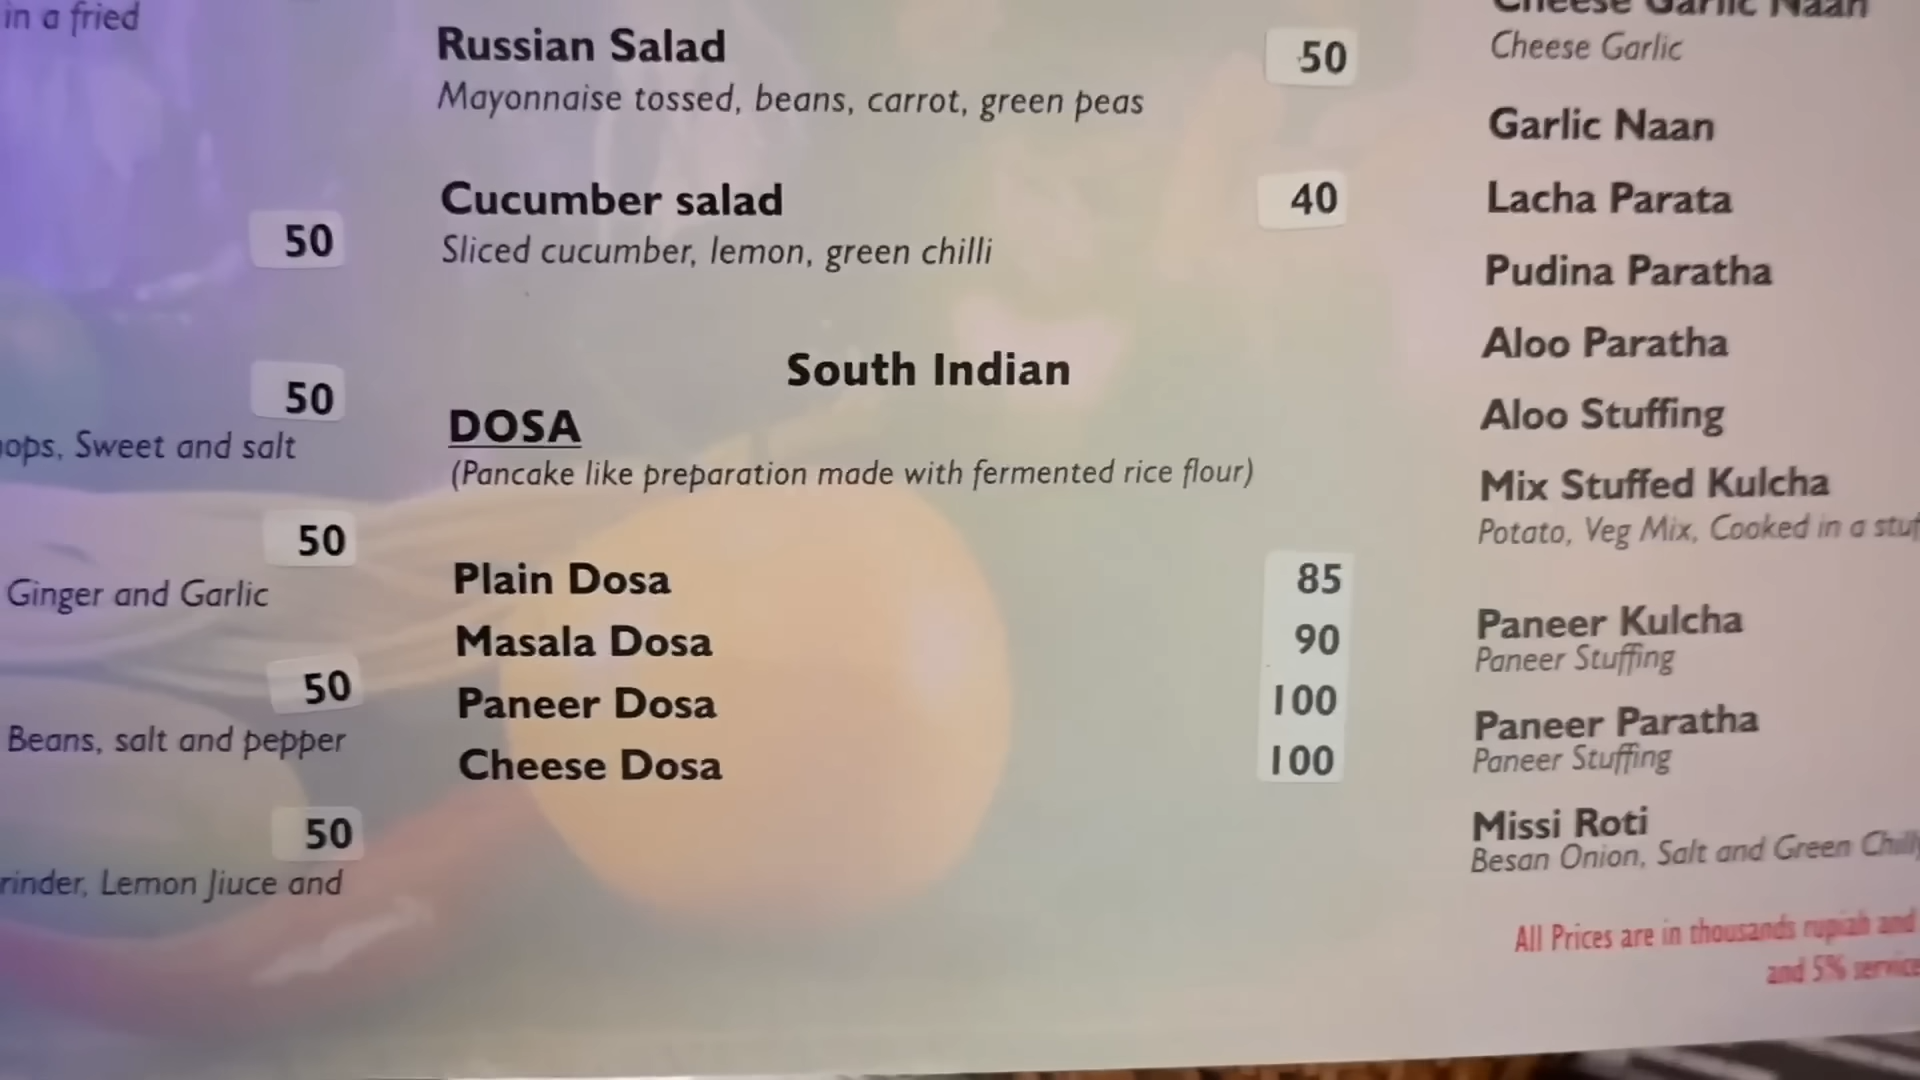 in a fried
50
50
ops, Sweet and salt
50
Ginger and Garlic
50
Beans, salt and pepper
50
rinder, Lemon Jiuce and
Russian Salad 50
Mayonnaise tossed, beans, carrot, green peas
Cucumber salad 40
Sliced cucumber, lemon, green chilli
South Indian
DOSA
(Pancake like preparation made with fermented rice flour)
Plain Dosa 85
Masala Dosa 90
Paneer Dosa 100
Cheese Dosa 100
Cheese Garlic Naan
Cheese Garlic
Garlic Naan
Lacha Parata
Pudina Paratha
Aloo Paratha
Aloo Stuffing
Mix Stuffed Kulcha
Potato, Veg Mix, Cooked in a stuf
Paneer Kulcha
Paneer Stuffing
Paneer Paratha
Paneer Stuffing
Missi Roti
Besan Onion, Salt and Green Chilly
All Prices are in thousands rupiah and
and 5% service